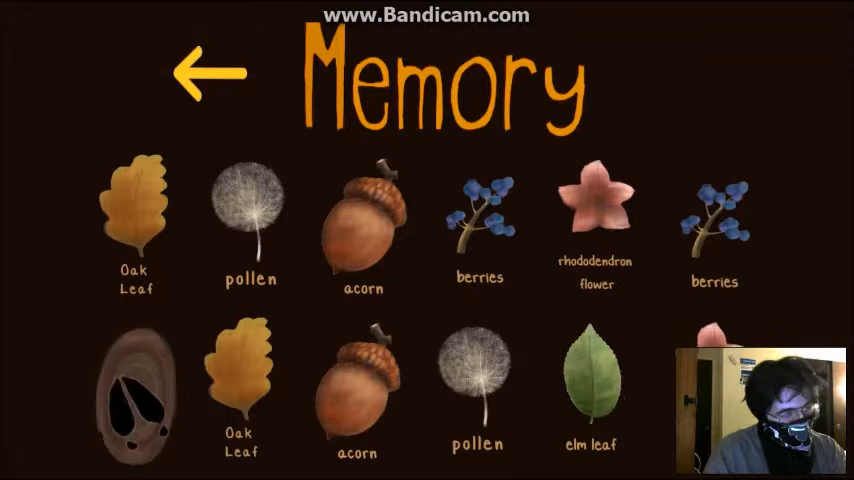 www.Bandicam.com
Memory
Oak
Leaf
pollen
acorn
berries
rhododendron
flower
berries
Oak
Leaf
acorn
pollen
elm leaf